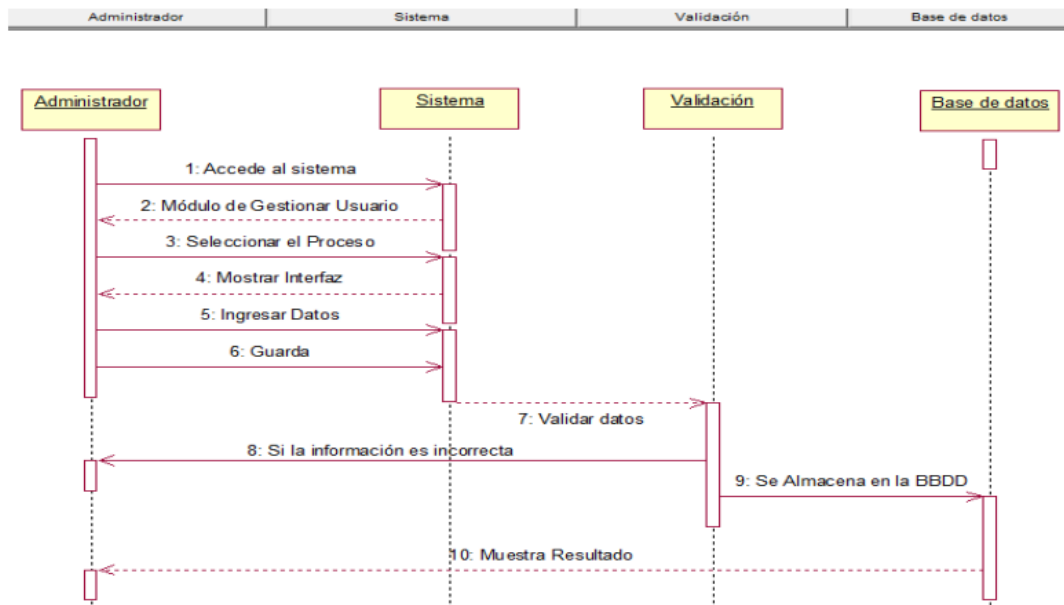 Administrador Sistema Validación Base de datos
Administrador Sistema Validación Base de datos
1: Accede al sistema
2: Módulo de Gestionar Usuario
3: Seleccionar el Proceso
4: Mostrar Interfaz
5: Ingresar Datos
6: Guarda
7: Validar datos
8: Si la información es incorrecta
9: Se Almacena en la BBDD
10: Muestra Resultado